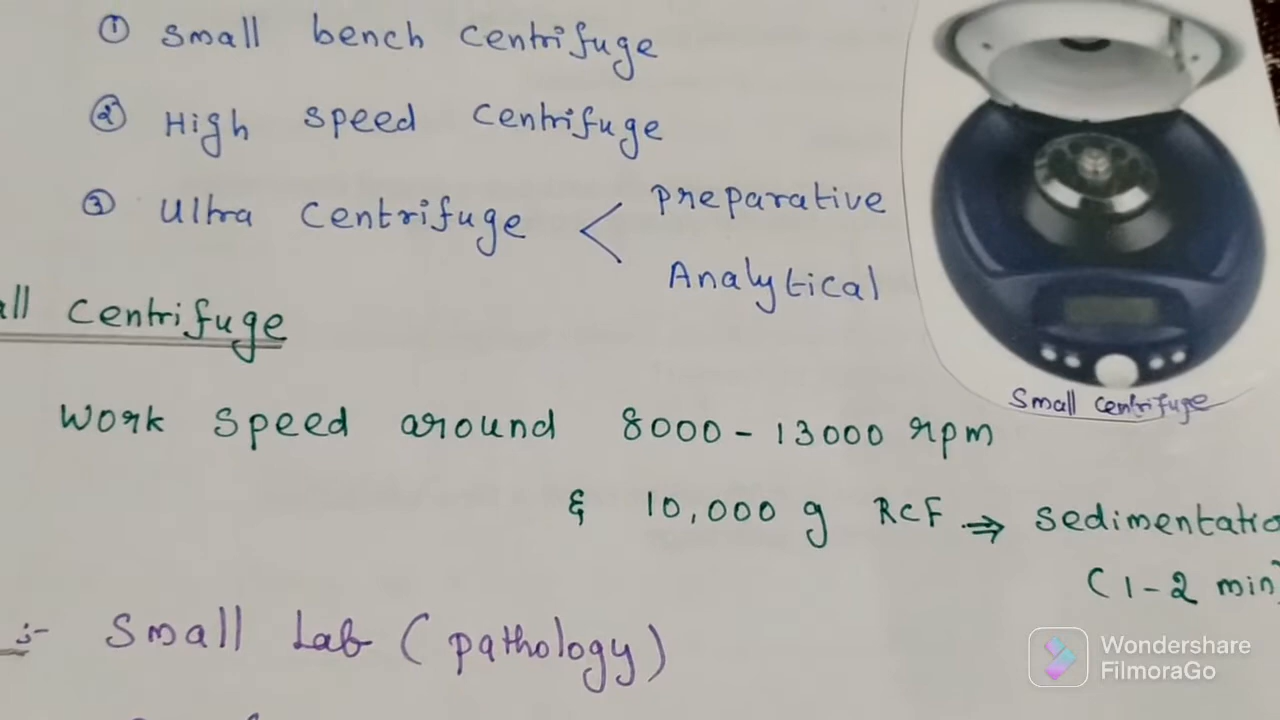 ① Small bench centrifuge
② High speed centrifuge
③ Ultra centrifuge < Preparative
Analytical
all centrifuge
Work speed around 8000 - 13000 rpm
& 10,000 g RCF ⇒ sedimentatio
(1-2 min)
:- Small Lab (pathology)
Small centrifuge
Wondershare
FilmoraGo